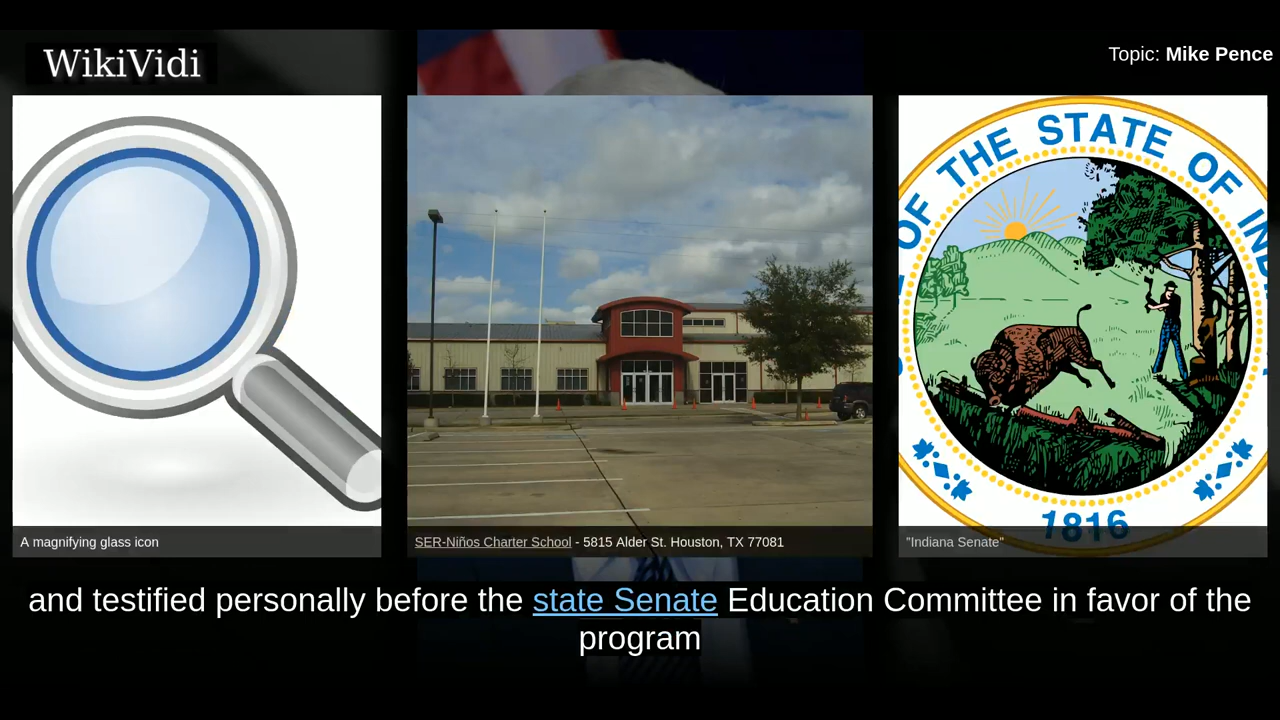 WikiVidi
Topic: Mike Pence
OF THE STATE OF IND
1816
A magnifying glass icon
SER-Niños Charter School - 5815 Alder St. Houston, TX 77081
"Indiana Senate"
and testified personally before the state Senate Education Committee in favor of the
program